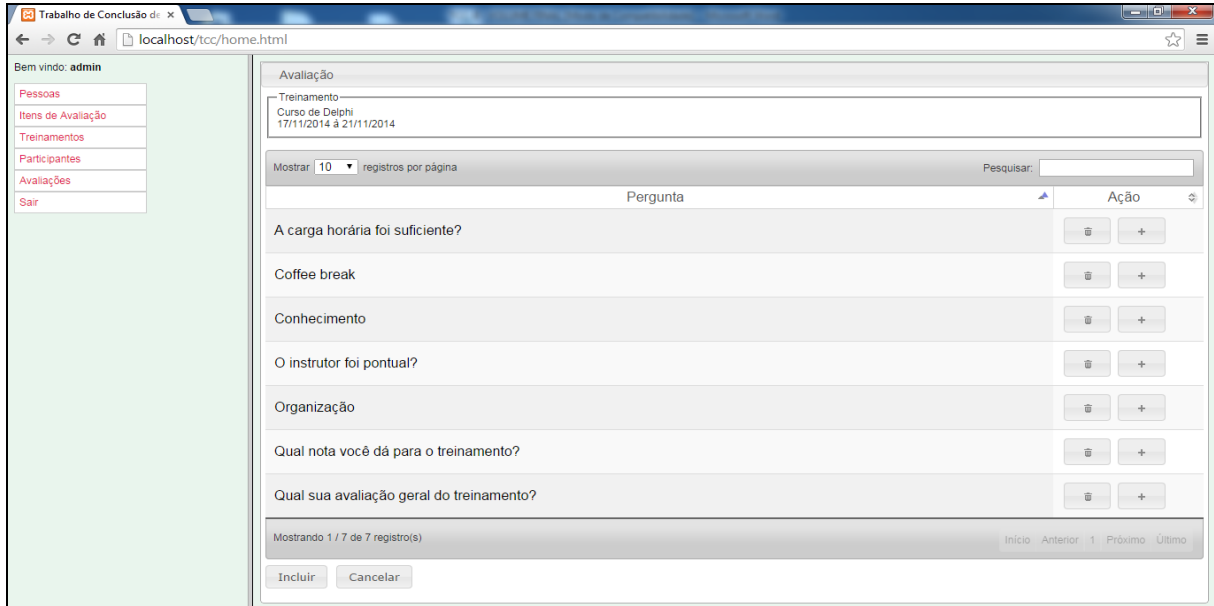 Trabalho de Conclusão de
localhost/tcc/home.html
Bem vindo: admin
Pessoas
Itens de Avaliação
Treinamentos
Participantes
Avaliações
Sair
Avaliação
Treinamento
Curso de Delphi
17/11/2014 á 21/11/2014
Mostrar 10 registros por página Pesquisar:
Pergunta Ação
A carga horária foi suficiente?
Coffee break
Conhecimento
O instrutor foi pontual?
Organização
Qual nota você dá para o treinamento?
Qual sua avaliação geral do treinamento?
Mostrando 1 / 7 de 7 registro(s) Início Anterior 1 Próximo Último
Incluir Cancelar